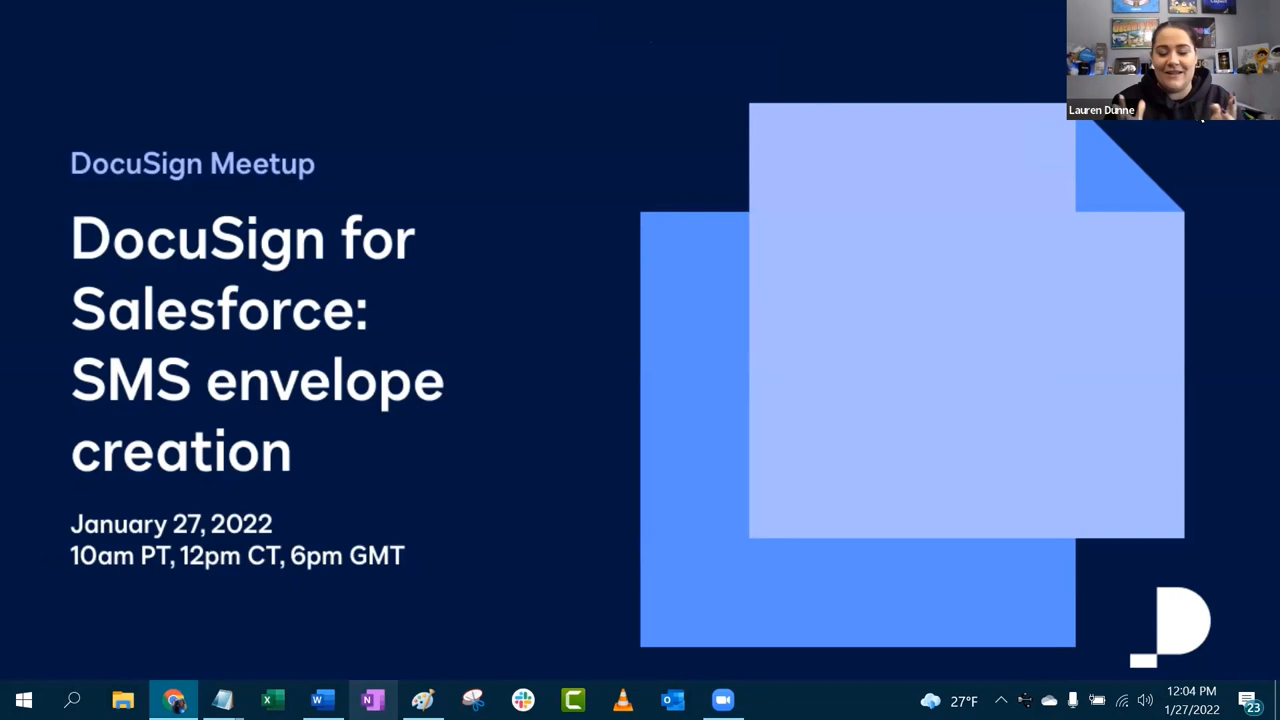 Lauren Dunne
DocuSign Meetup
DocuSign for
Salesforce:
SMS envelope
creation
January 27, 2022
10am PT, 12pm CT, 6pm GMT
27°F
12:04 PM
1/27/2022
23